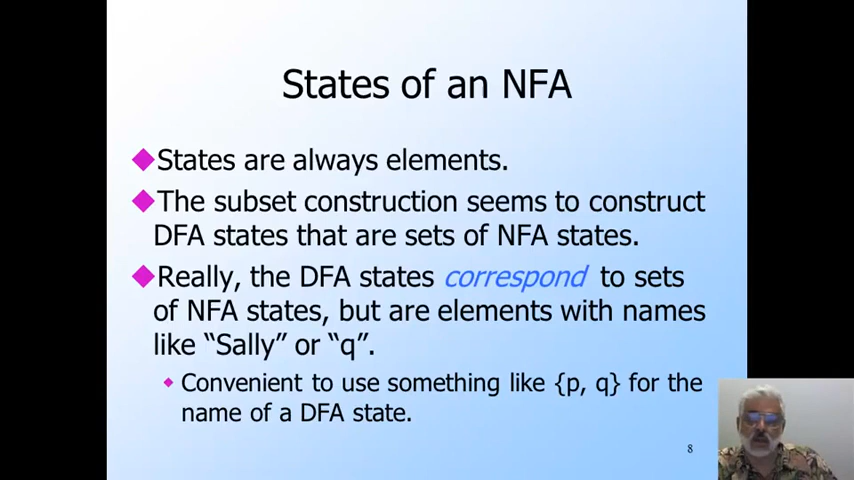 States of an NFA
States are always elements.
The subset construction seems to construct
DFA states that are sets of NFA states.
Really, the DFA states correspond to sets
of NFA states, but are elements with names
like “Sally” or “q”.
Convenient to use something like {p, q} for the
name of a DFA state.
8